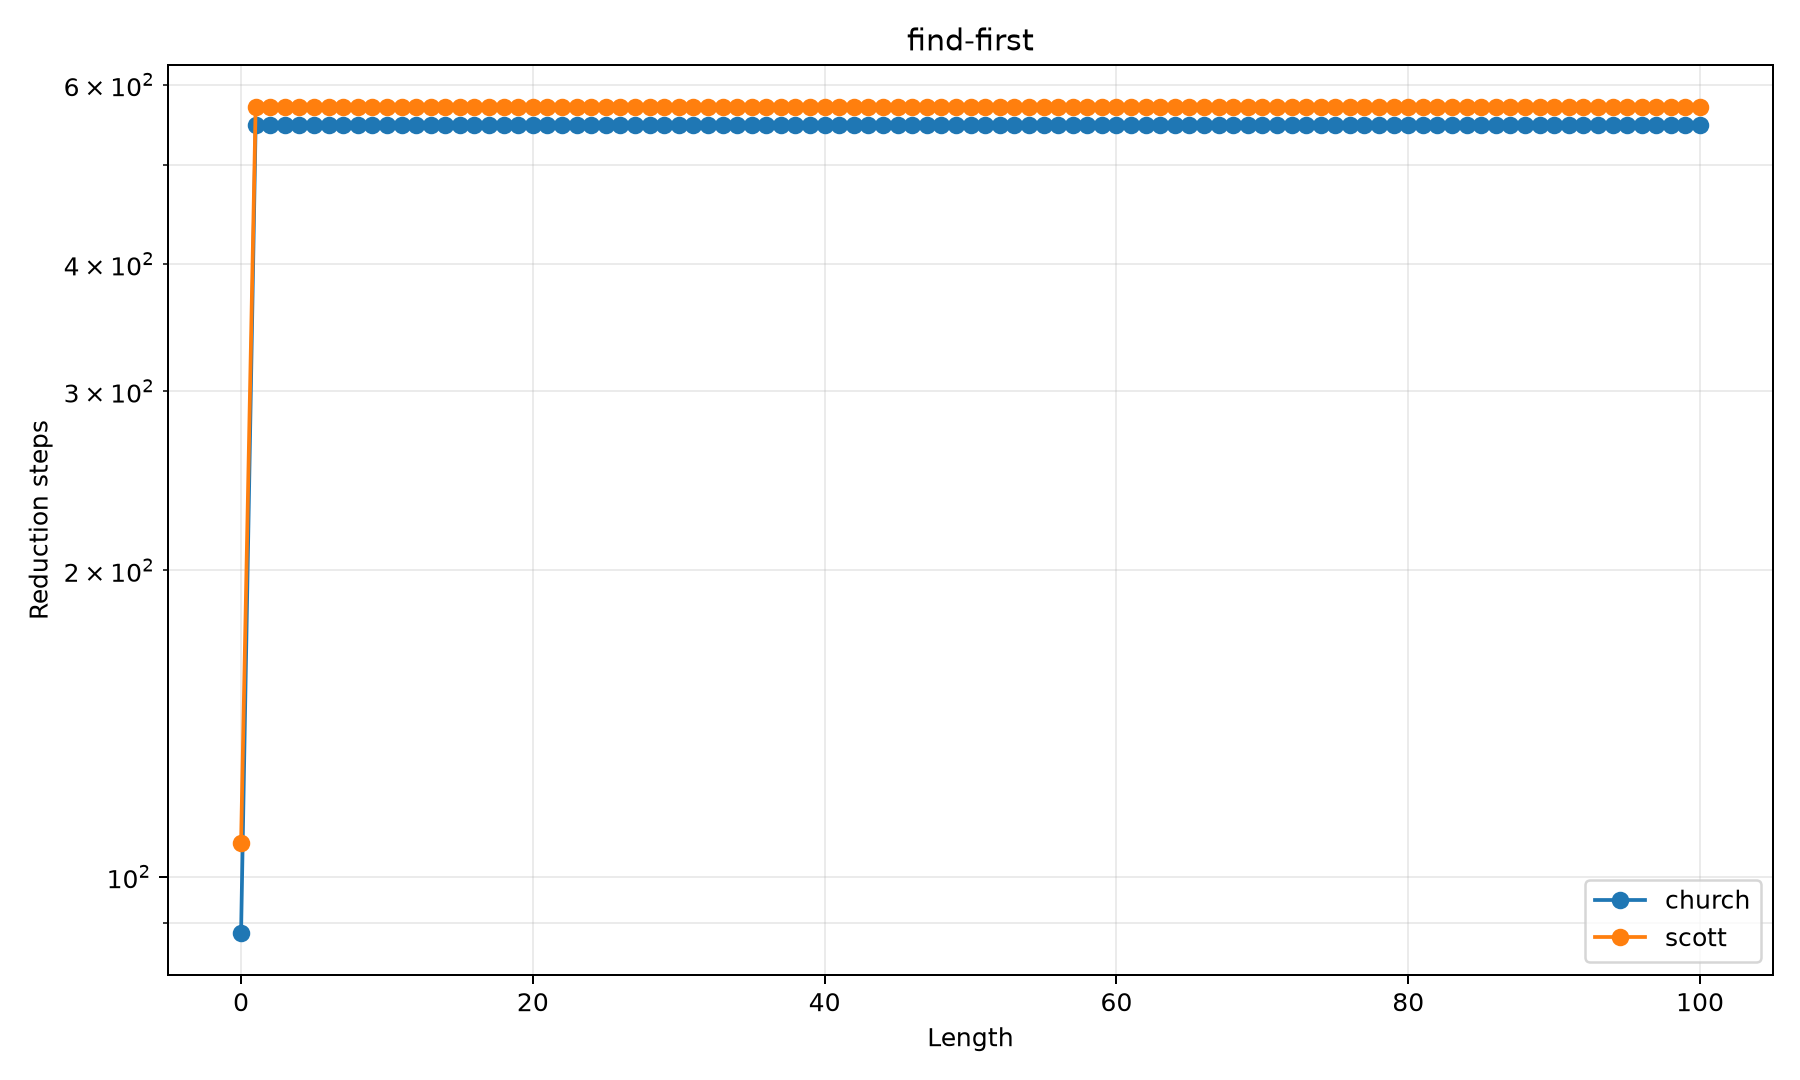 find-first
6 × 10²
4 × 10²
3 × 10²
2 × 10²
10²
Reduction steps
0 20 40 60 80 100
Length
church
scott